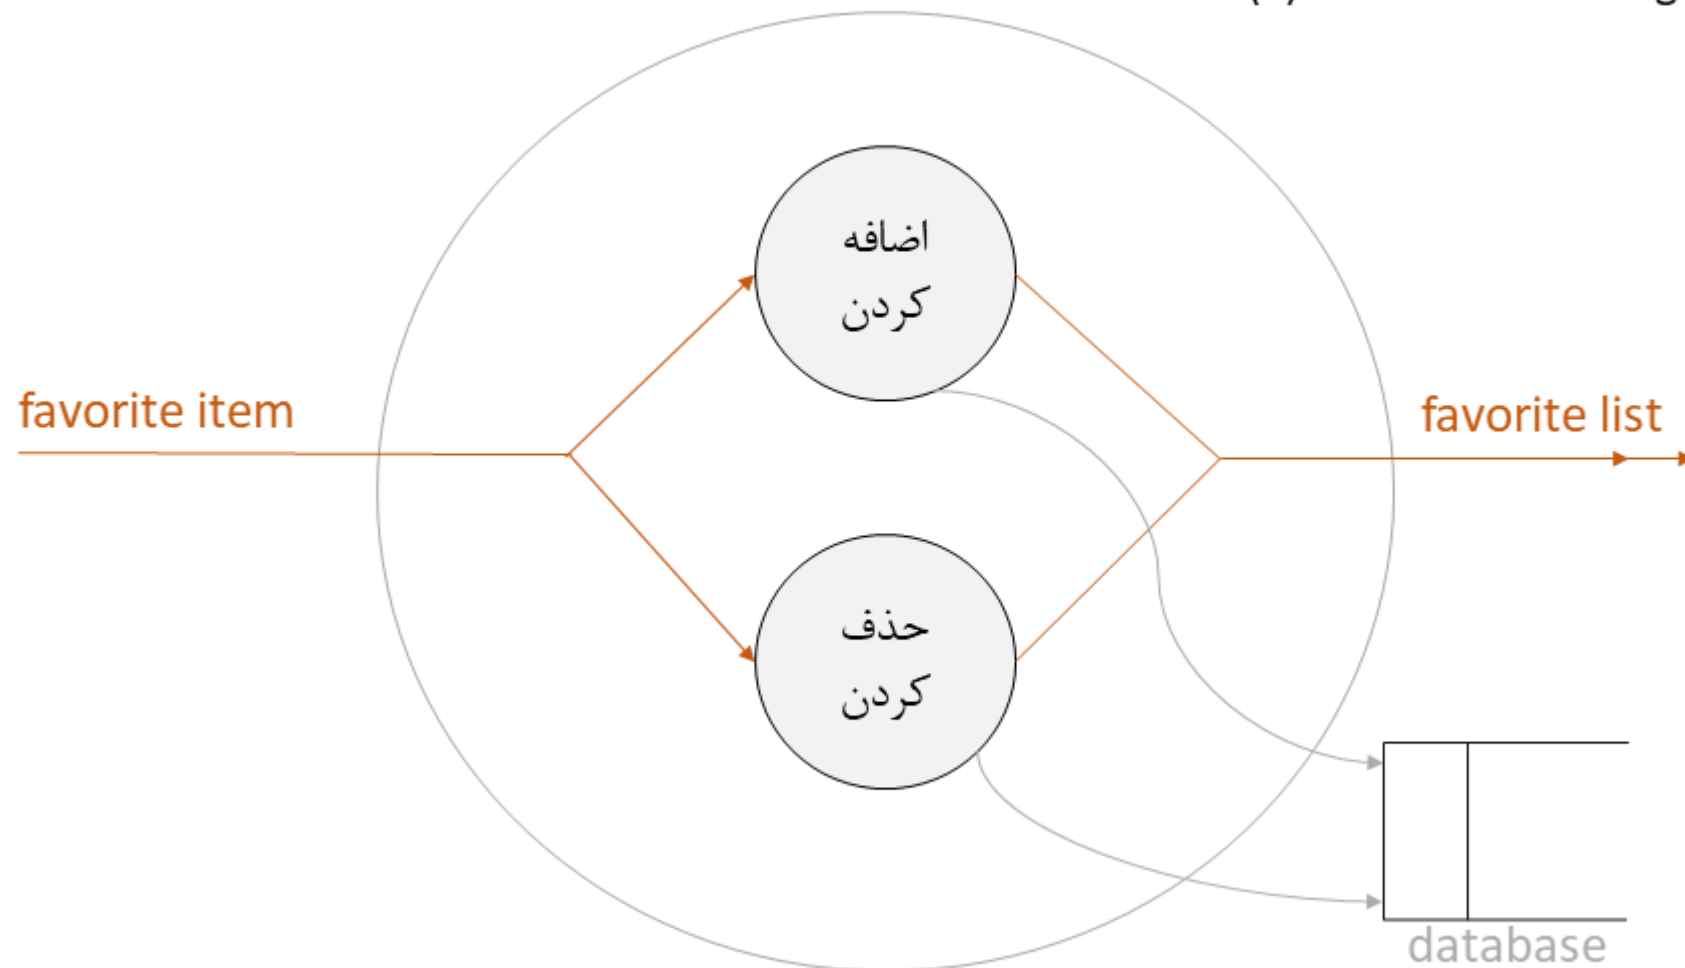 اضافه
کردن
favorite item
favorite list
حذف
کردن
database